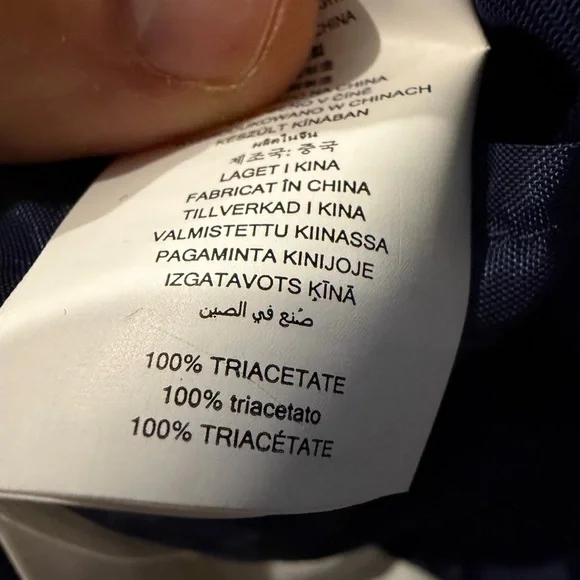 CHINA
KÍNÁBAN
ผลิตในจีน
제조국: 중국
LAGET I KINA
FABRICAT ÎN CHINA
TILLVERKAD I KINA
VALMISTETTU KIINASSA
PAGAMINTA KINIJOJE
IZGATAVOTS ĶĪNĀ
صُنع في الصين
100% TRIACETATE
100% triacetato
100% TRIACÉTATE